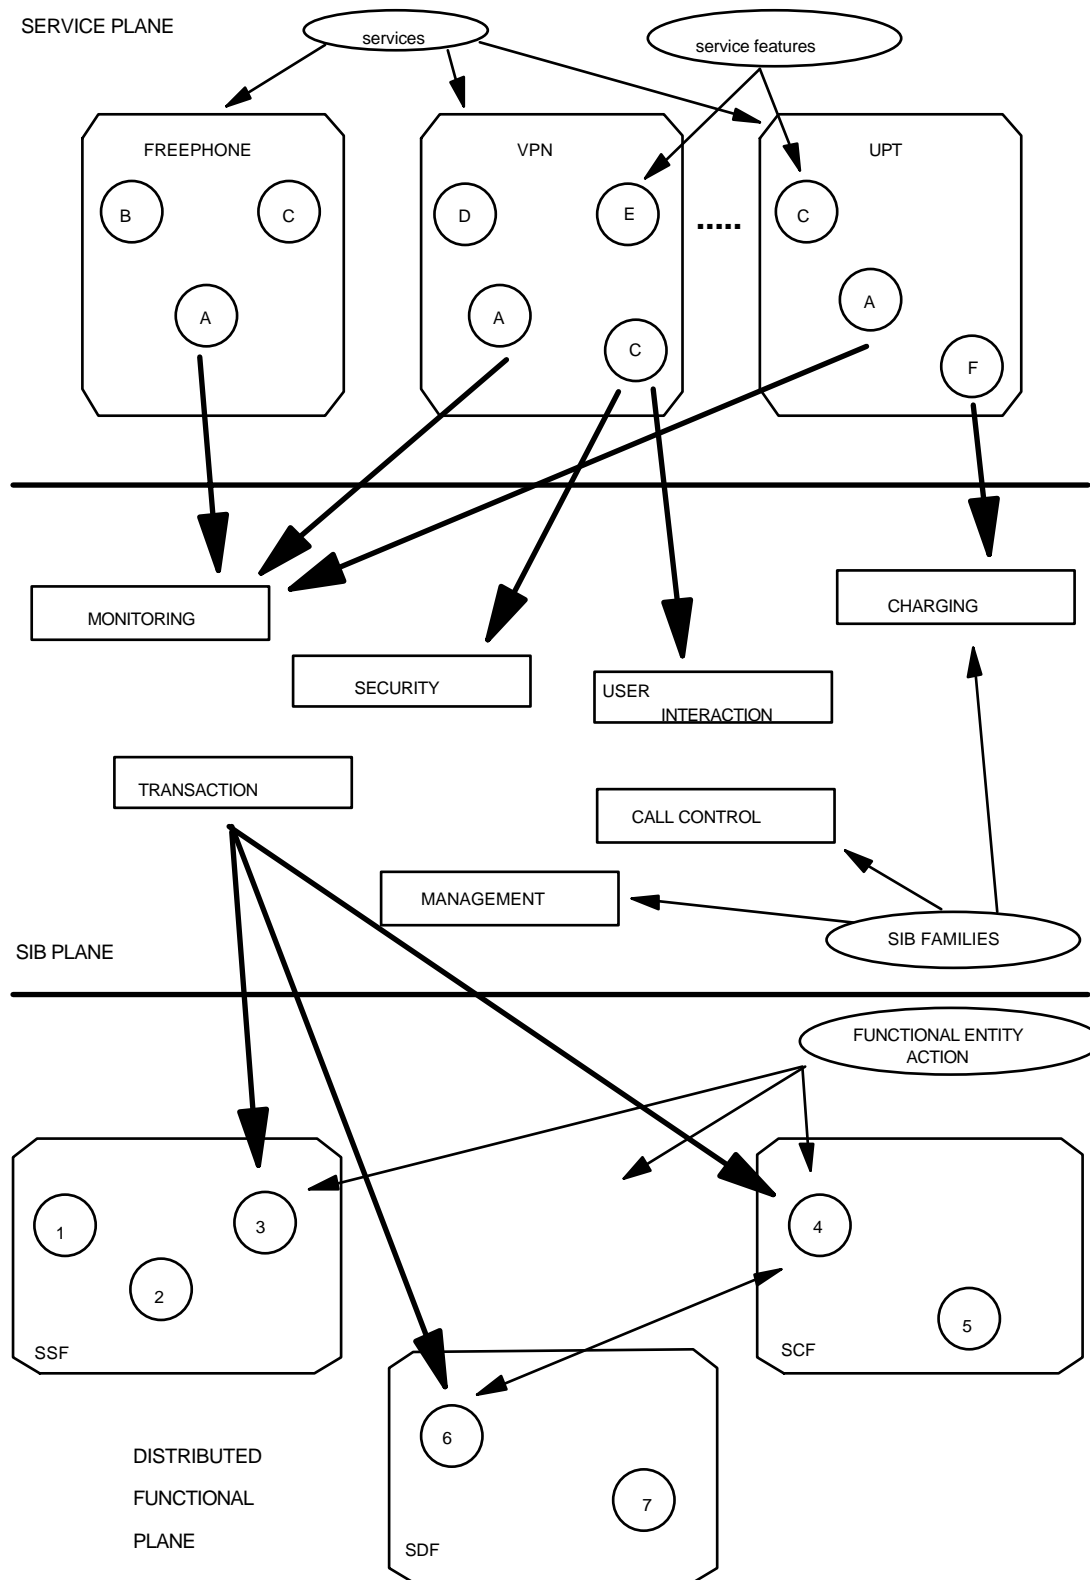 SERVICE PLANE
services
service features
FREEPHONE
VPN
UPT
B
C
D
E
.....
C
A
A
C
A
F
MONITORING
CHARGING
SECURITY
USER
INTERACTION
TRANSACTION
CALL CONTROL
MANAGEMENT
SIB FAMILIES
SIB PLANE
FUNCTIONAL ENTITY
ACTION
1
3
2
SSF
4
5
SCF
6
7
SDF
DISTRIBUTED
FUNCTIONAL
PLANE